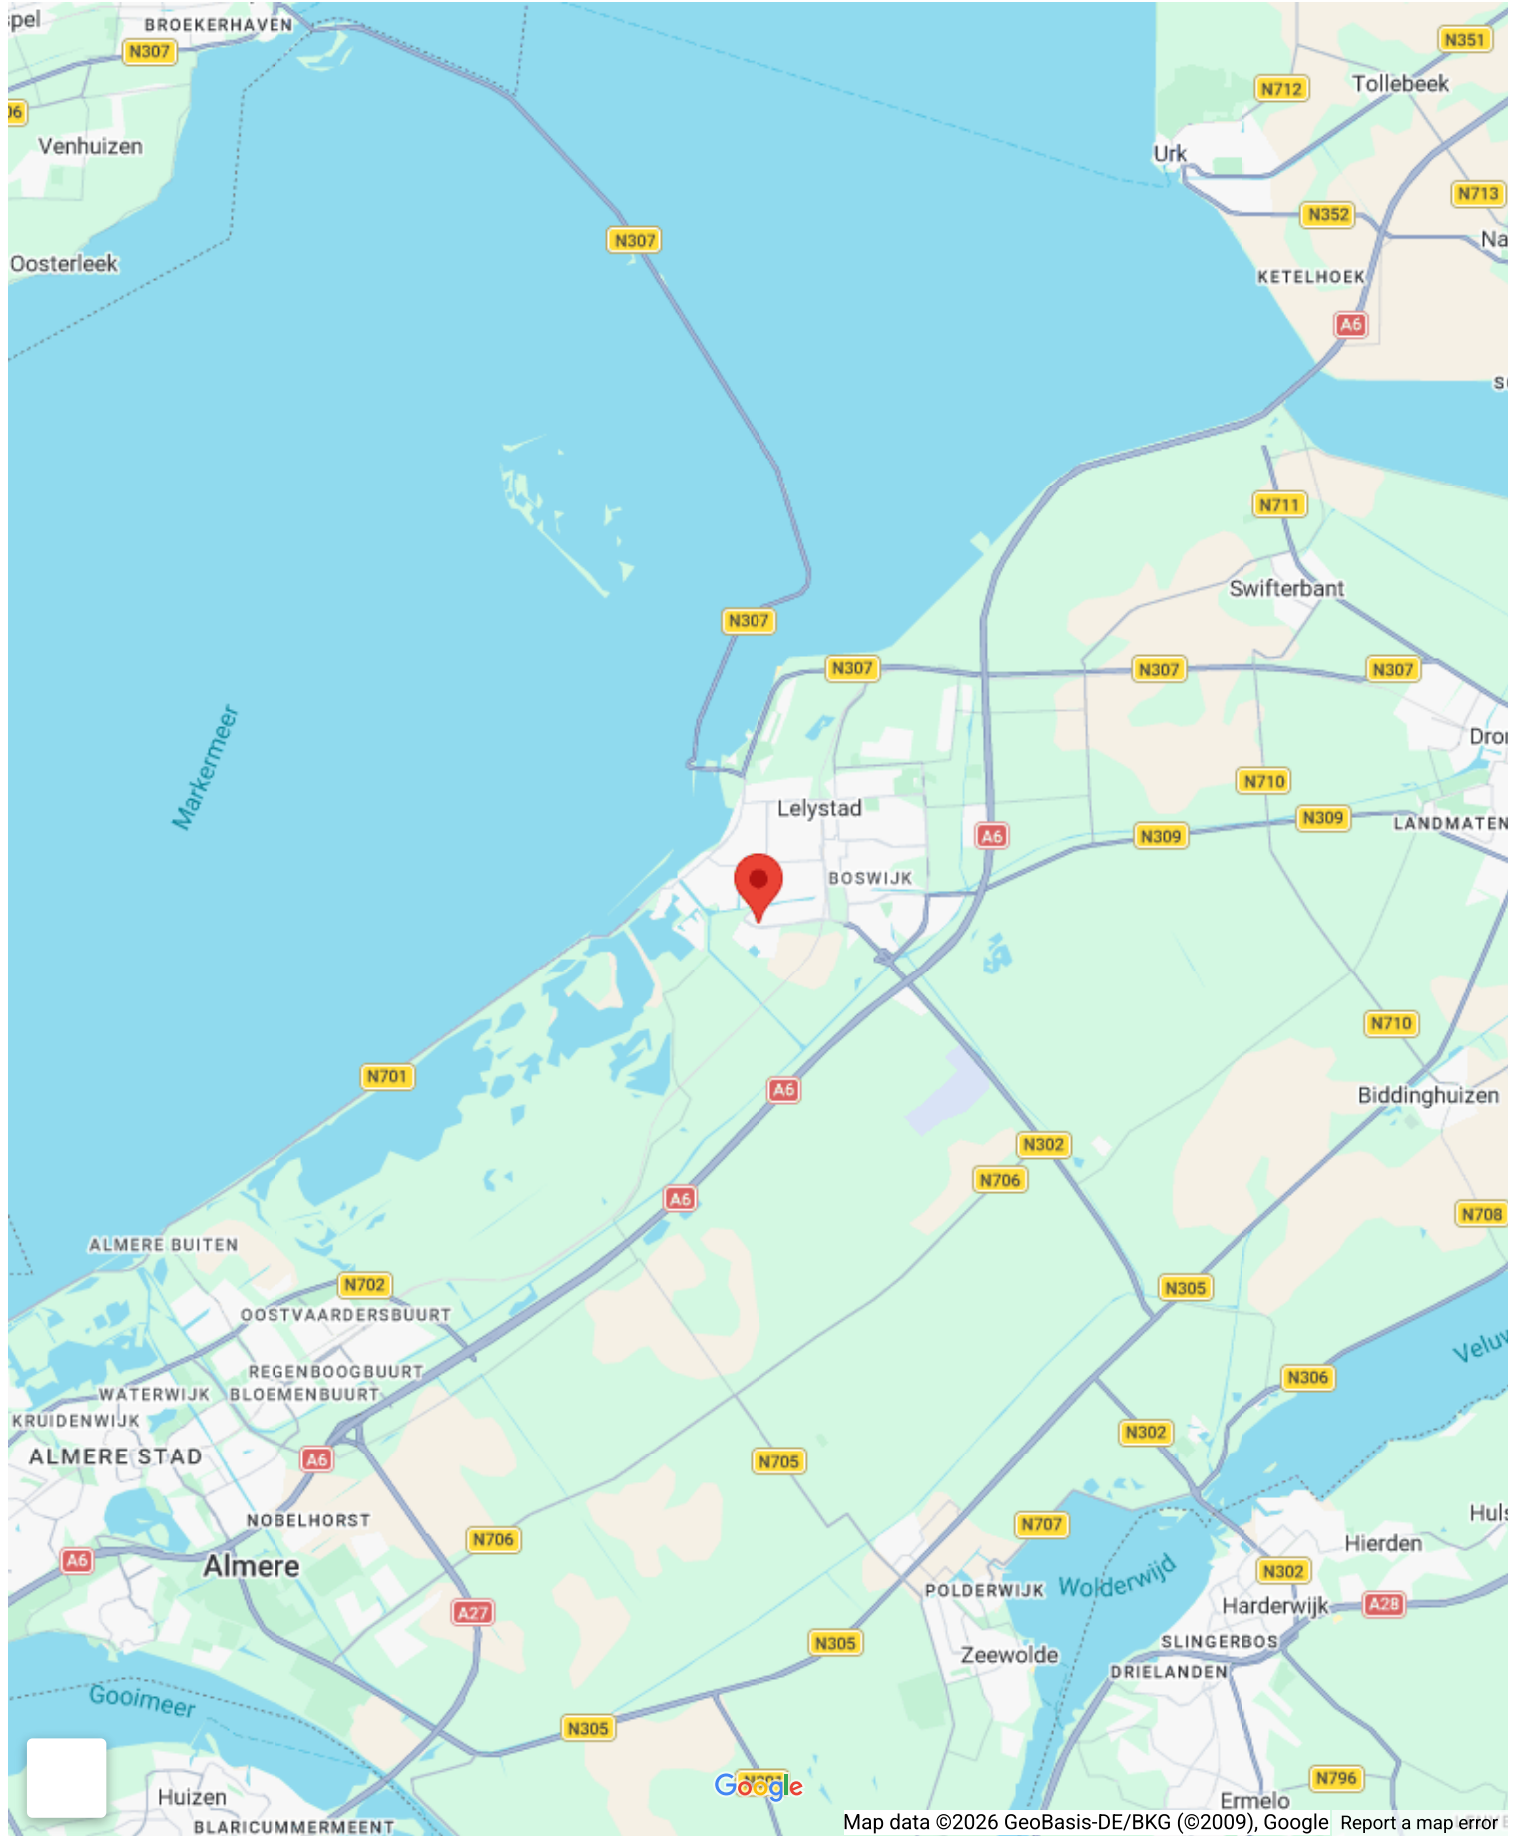 BROEKERHAVEN
N307
N351
N712
Tollebeek
Venhuizen
Urk
N713
N352
N307
Oosterleek
KETELHOEK
A6
N711
Swifterbant
N307
N307
N307
N307
Markermeer
N710
Lelystad
N309
LANDMATEN
A6
N309
BOSWIJK
N710
N701
A6
Biddinghuizen
N302
N706
A6
N708
ALMERE BUITEN
N702
N305
OOSTVAARDERSBUURT
REGENBOOGBUURT
N306
WATERWIJK
BLOEMENBUURT
KRUIDENWIJK
N302
ALMERE STAD
A6
N705
NOBELHORST
N707
N706
Hierden
A6
Almere
N302
Wolderwijd
POLDERWIJK
A28
Harderwijk
A27
N305
SLINGERBOS
Zeewolde
DRIELANDEN
Gooimeer
N305
N796
Google
Huizen
Ermelo
BLARICUMMERMEENT
Map data ©2026 GeoBasis-DE/BKG (©2009), Google
Report a map error